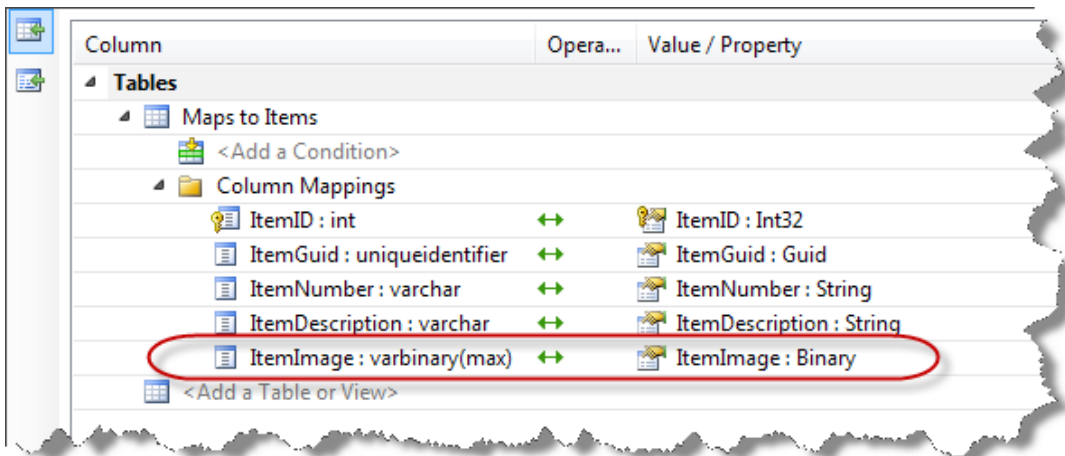 Column Opera... Value / Property
Tables
Maps to Items
<Add a Condition>
Column Mappings
ItemID : int ItemID : Int32
ItemGuid : uniqueidentifier ItemGuid : Guid
ItemNumber : varchar ItemNumber : String
ItemDescription : varchar ItemDescription : String
ItemImage : varbinary(max) ItemImage : Binary
<Add a Table or View>